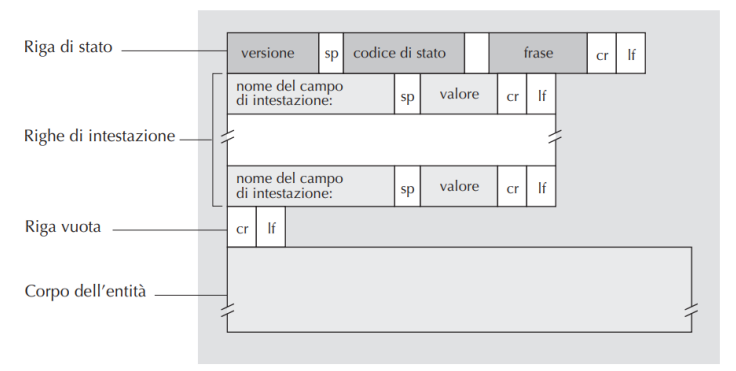 Riga di stato
versione sp codice di stato frase cr lf
nome del campo
di intestazione: sp valore cr lf
Righe di intestazione
nome del campo
di intestazione: sp valore cr lf
Riga vuota
cr lf
Corpo dell'entità